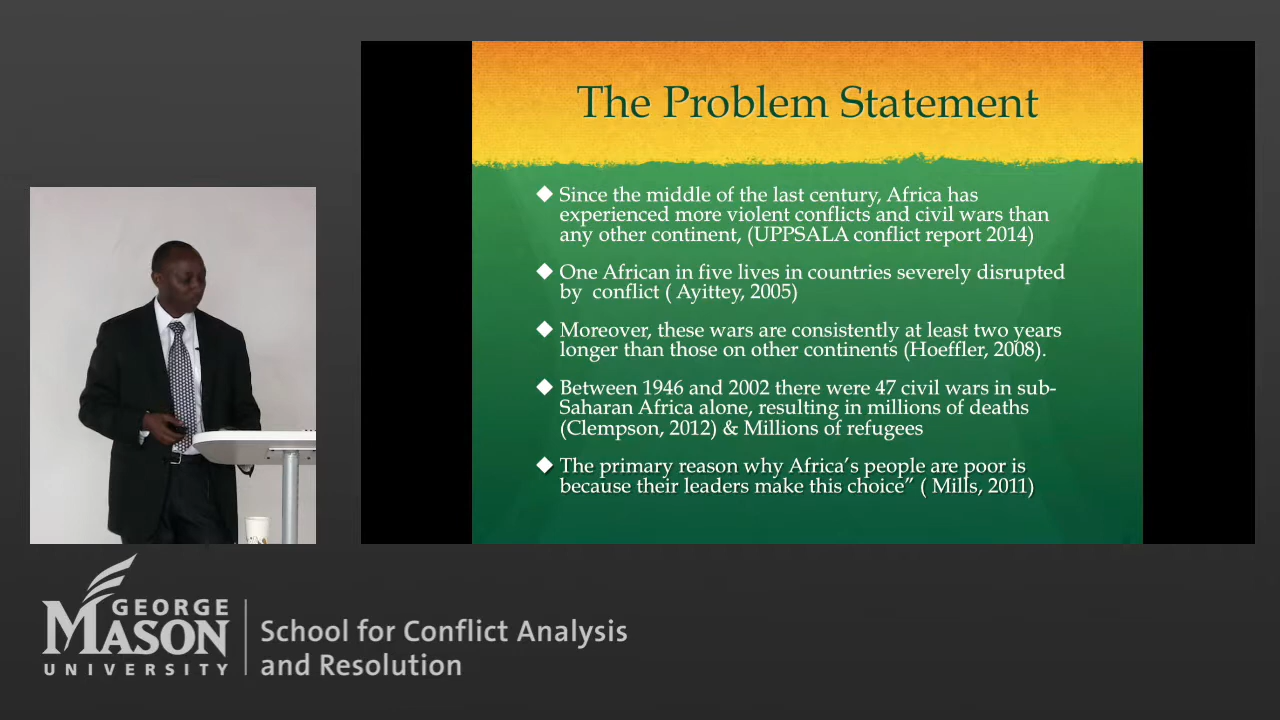 The Problem Statement
Since the middle of the last century, Africa has
experienced more violent conflicts and civil wars than
any other continent, (UPPSALA conflict report 2014)
One African in five lives in countries severely disrupted
by conflict ( Ayittey, 2005)
Moreover, these wars are consistently at least two years
longer than those on other continents (Hoeffler, 2008).
Between 1946 and 2002 there were 47 civil wars in sub-
Saharan Africa alone, resulting in millions of deaths
(Clempson, 2012) & Millions of refugees
The primary reason why Africa's people are poor is
because their leaders make this choice” ( Mills, 2011)
GEORGE
MASON
UNIVERSITY
School for Conflict Analysis
and Resolution